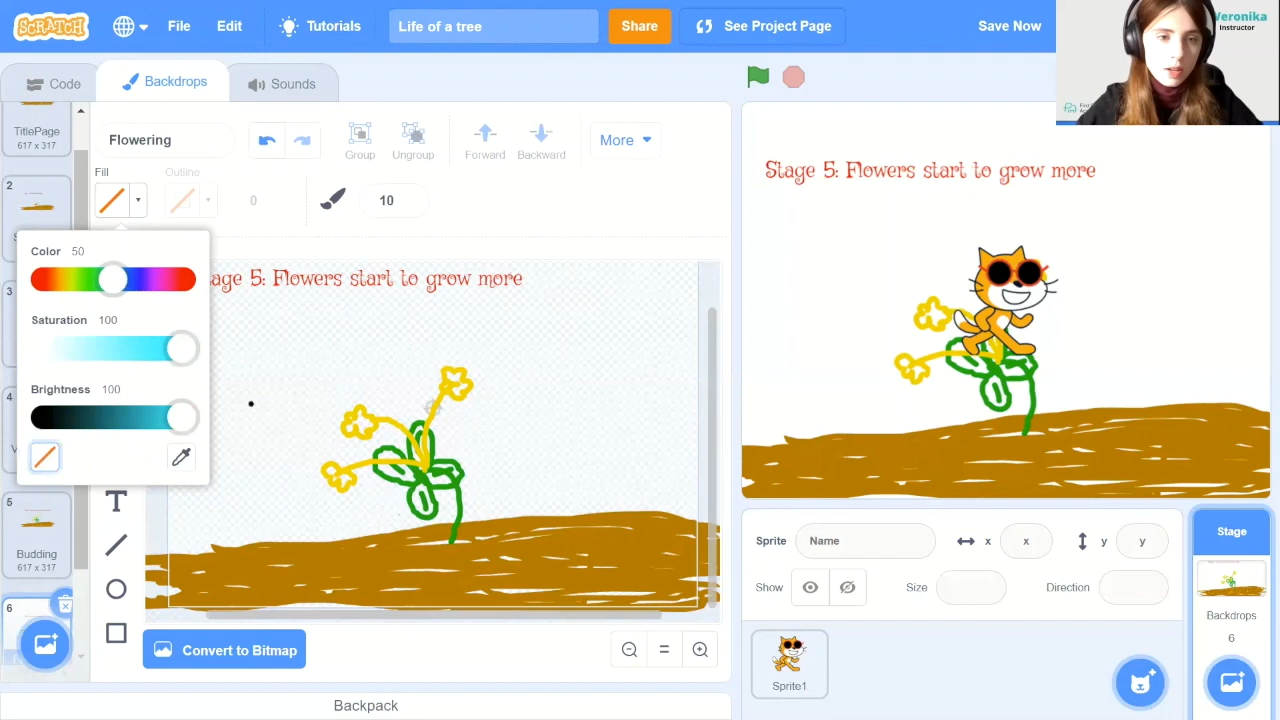 SCRATCH File Edit Tutorials Life of a tree Share See Project Page Save Now
Veronika
Instructor
Code Backdrops Sounds
TitlePage
617 x 317
2
3
4
5
Budding
617 x 317
6
Flowering
Group Ungroup Forward Backward More
Fill Outline
0 10
Color 50
Saturation 100
Brightness 100
Stage 5: Flowers start to grow more
T
Convert to Bitmap
Backpack
Stage 5: Flowers start to grow more
Sprite Name x x y y
Show Size Direction
Sprite1
Stage
Backdrops
6